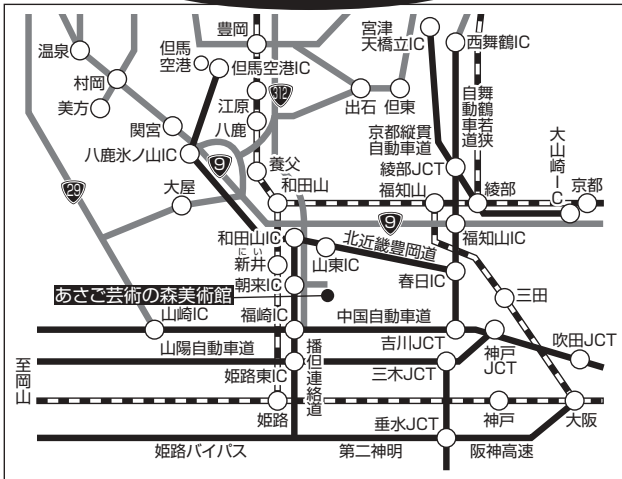 宮津
天橋立IC
西舞鶴IC
豊岡
温泉
但馬
空港
但馬空港IC
村岡
美方
江原
312
出石
但東
舞鶴若狭
自動車道
関宮
八鹿
京都縦貫
自動車道
大山崎IC
八鹿氷ノ山IC
9
養父
綾部JCT
29
大屋
和田山
福知山
綾部
京都
9
和田山IC
北近畿豊岡道
福知山IC
にい
新井
山東IC
朝来IC
春日IC
あさご芸術の森美術館
三田
山崎IC
福崎IC
中国自動車道
山陽自動車道
吉川JCT
神戸
JCT
吹田JCT
至岡山
姫路東IC
播但連絡道
三木JCT
姫路
垂水JCT
神戸
大阪
姫路バイパス
第二神明
阪神高速